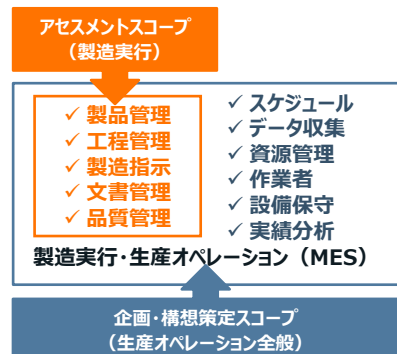 アセスメントスコープ
（製造実行）
✓ 製品管理
✓ 工程管理
✓ 製造指示
✓ 文書管理
✓ 品質管理
✓ スケジュール
✓ データ収集
✓ 資源管理
✓ 作業者
✓ 設備保守
✓ 実績分析
製造実行・生産オペレーション（MES）
企画・構想策定スコープ
（生産オペレーション全般）